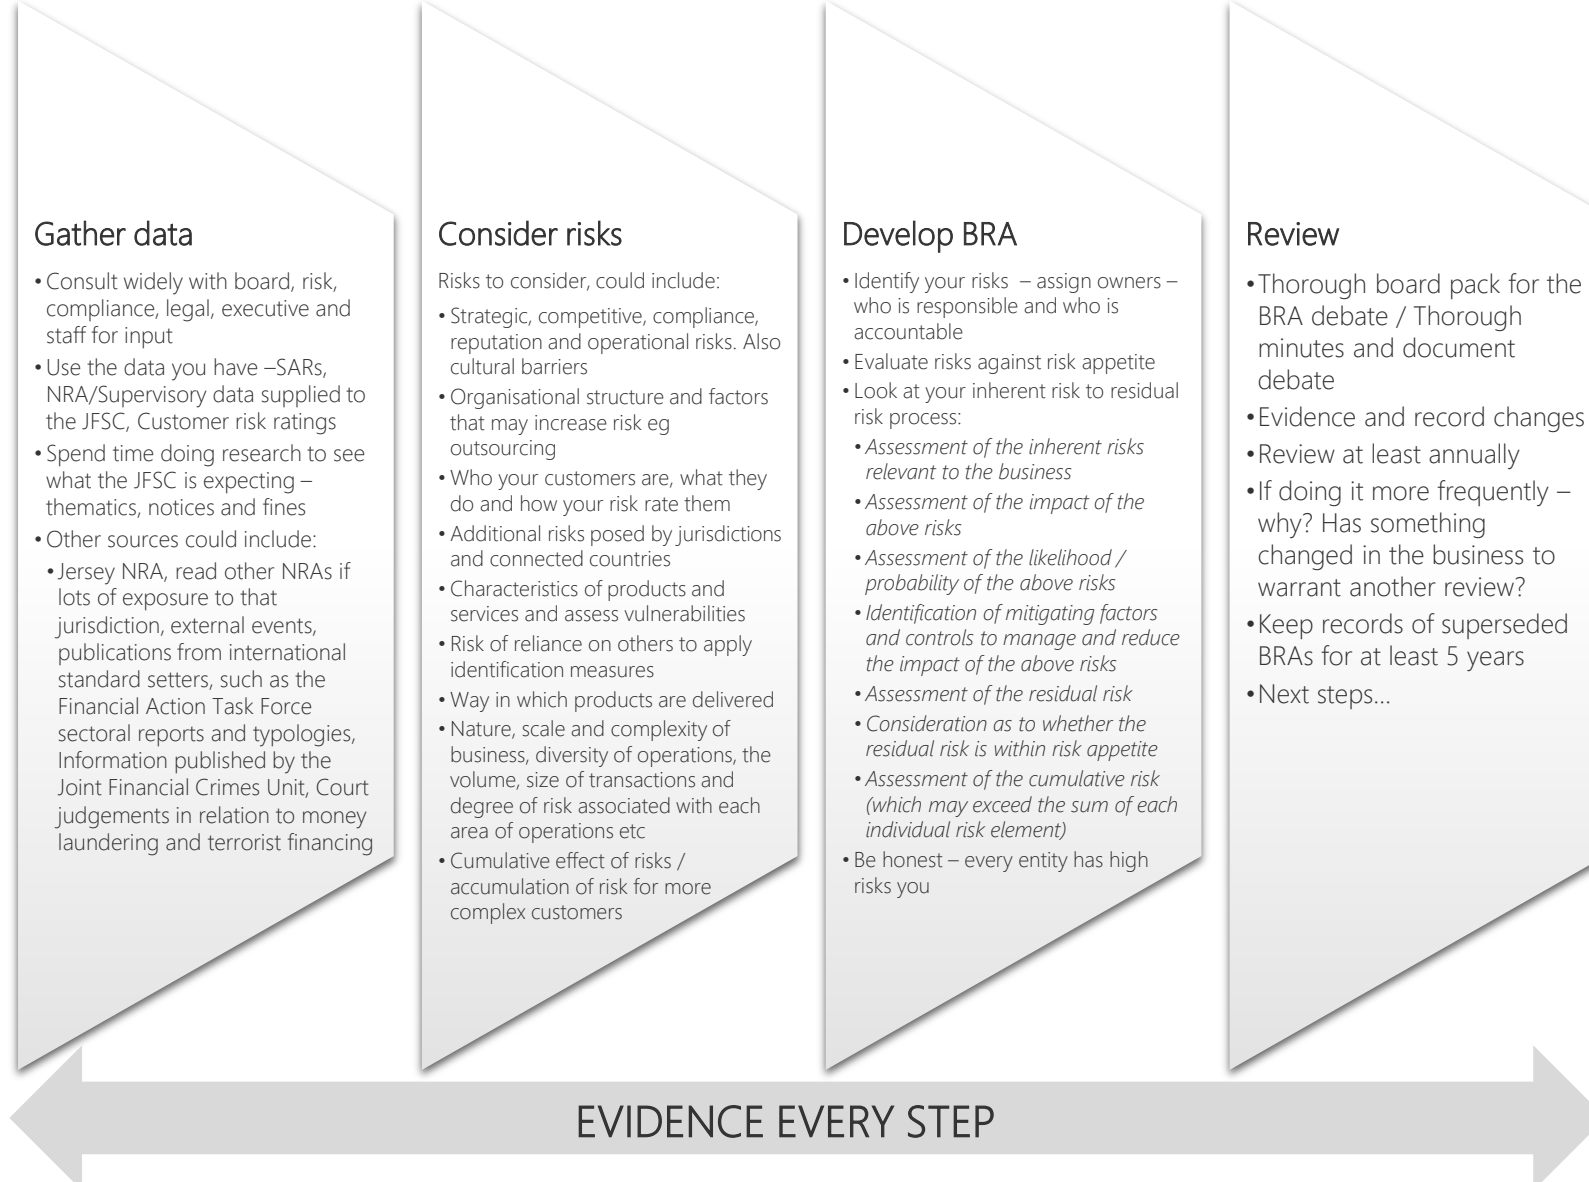 Gather data
• Consult widely with board, risk,
compliance, legal, executive and
staff for input
• Use the data you have –SARs,
NRA/Supervisory data supplied to
the JFSC, Customer risk ratings
• Spend time doing research to see
what the JFSC is expecting –
thematics, notices and fines
• Other sources could include:
• Jersey NRA, read other NRAs if
lots of exposure to that
jurisdiction, external events,
publications from international
standard setters, such as the
Financial Action Task Force
sectoral reports and typologies,
Information published by the
Joint Financial Crimes Unit, Court
judgements in relation to money
laundering and terrorist financing
Consider risks
Risks to consider, could include:
• Strategic, competitive, compliance,
reputation and operational risks. Also
cultural barriers
• Organisational structure and factors
that may increase risk eg
outsourcing
• Who your customers are, what they
do and how your risk rate them
• Additional risks posed by jurisdictions
and connected countries
• Characteristics of products and
services and assess vulnerabilities
• Risk of reliance on others to apply
identification measures
• Way in which products are delivered
• Nature, scale and complexity of
business, diversity of operations, the
volume, size of transactions and
degree of risk associated with each
area of operations etc
• Cumulative effect of risks /
accumulation of risk for more
complex customers
Develop BRA
• Identify your risks – assign owners –
who is responsible and who is
accountable
• Evaluate risks against risk appetite
• Look at your inherent risk to residual
risk process:
• Assessment of the inherent risks
relevant to the business
• Assessment of the impact of the
above risks
• Assessment of the likelihood /
probability of the above risks
• Identification of mitigating factors
and controls to manage and reduce
the impact of the above risks
• Assessment of the residual risk
• Consideration as to whether the
residual risk is within risk appetite
• Assessment of the cumulative risk
(which may exceed the sum of each
individual risk element)
• Be honest – every entity has high
risks you
Review
•Thorough board pack for the
BRA debate / Thorough
minutes and document
debate
•Evidence and record changes
•Review at least annually
•If doing it more frequently –
why? Has something
changed in the business to
warrant another review?
•Keep records of superseded
BRAs for at least 5 years
•Next steps...
EVIDENCE EVERY STEP